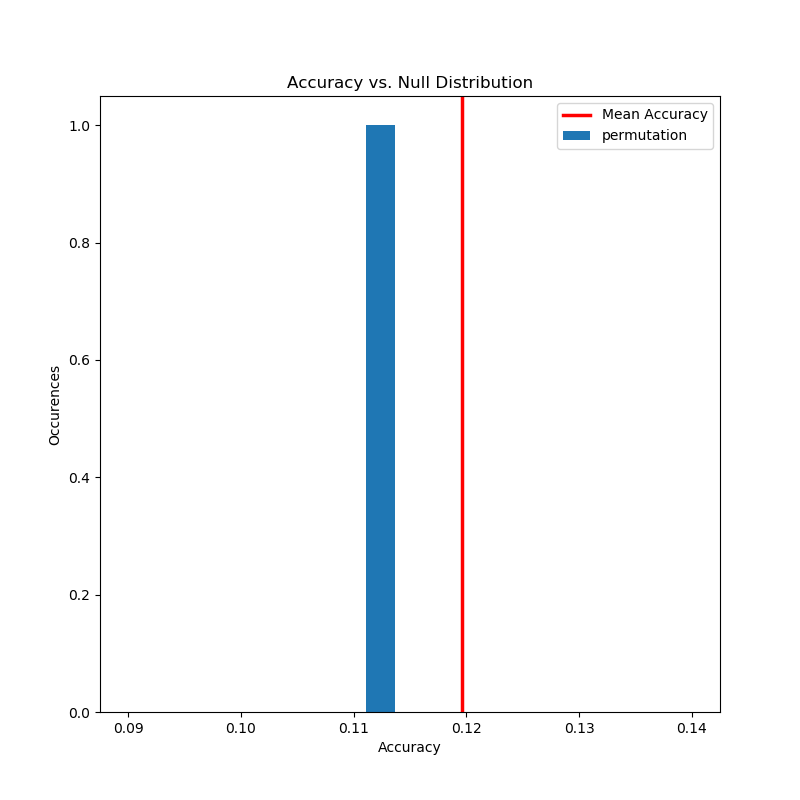 Accuracy vs. Null Distribution
Mean Accuracy
permutation
1.0
0.8
0.6
0.4
0.2
0.0
Occurences
0.09 0.10 0.11 0.12 0.13 0.14
Accuracy